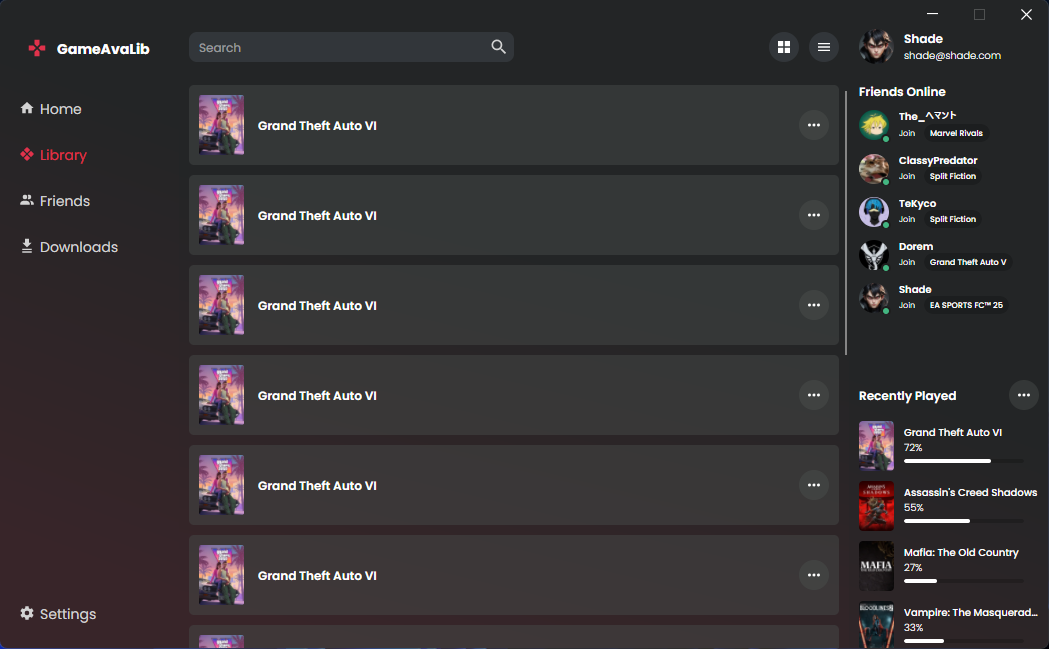 GameAvaLib
Search
Shade
shade@shade.com
Home
Library
Friends
Downloads
Settings
Grand Theft Auto VI
Grand Theft Auto VI
Grand Theft Auto VI
Grand Theft Auto VI
Grand Theft Auto VI
Grand Theft Auto VI
Friends Online
The_ヘマント
Join Marvel Rivals
ClassyPredator
Join Split Fiction
TeKyco
Join Split Fiction
Dorem
Join Grand Theft Auto V
Shade
Join EA SPORTS FC™ 25
Recently Played
Grand Theft Auto VI
72%
Assassin's Creed Shadows
55%
MAFIA
Mafia: The Old Country
27%
BLOODLINES
Vampire: The Masquerad...
33%